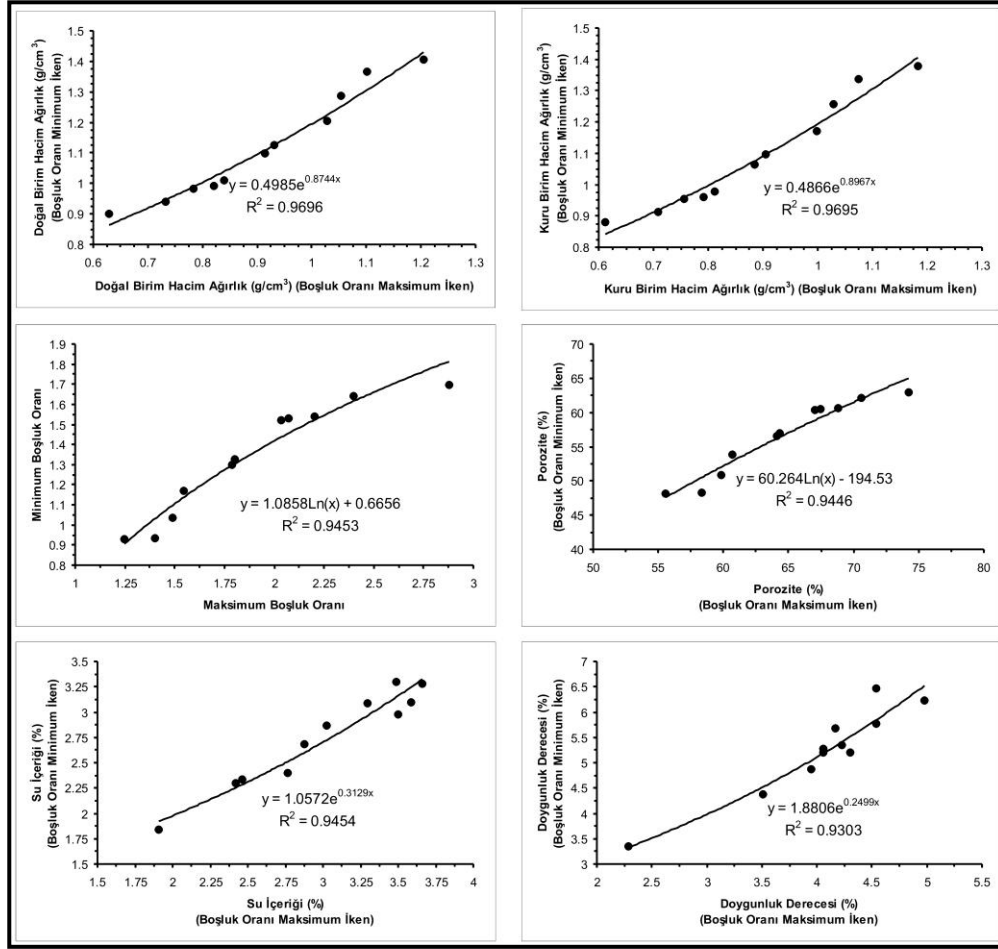 Doğal Birim Hacim Ağırlık (g/cm³)
(Boşluk Oranı Minimum İken)
1.5
1.4
1.3
1.2
1.1
1
0.9
0.8
y = 0.4985e^0.8744x
R² = 0.9696
0.6 0.7 0.8 0.9 1 1.1 1.2 1.3
Doğal Birim Hacim Ağırlık (g/cm³) (Boşluk Oranı Maksimum İken)
Kuru Birim Hacim Ağırlık (g/cm³)
(Boşluk Oranı Minimum İken)
1.5
1.4
1.3
1.2
1.1
1
0.9
0.8
y = 0.4866e^0.8967x
R² = 0.9695
0.6 0.7 0.8 0.9 1 1.1 1.2 1.3
Kuru Birim Hacim Ağırlık (g/cm³) (Boşluk Oranı Maksimum İken)
Minimum Boşluk Oranı
1.9
1.8
1.7
1.6
1.5
1.4
1.3
1.2
1.1
1
0.9
0.8
y = 1.0858Ln(x) + 0.6656
R² = 0.9453
1 1.25 1.5 1.75 2 2.25 2.5 2.75 3
Maksimum Boşluk Oranı
Porozite (%)
(Boşluk Oranı Minimum İken)
70
65
60
55
50
45
40
y = 60.264Ln(x) - 194.53
R² = 0.9446
50 55 60 65 70 75 80
Porozite (%)
(Boşluk Oranı Maksimum İken)
Su İçeriği (%)
(Boşluk Oranı Minimum İken)
3.5
3.25
3
2.75
2.5
2.25
2
1.75
1.5
y = 1.0572e^0.3129x
R² = 0.9454
1.5 1.75 2 2.25 2.5 2.75 3 3.25 3.5 3.75 4
Su İçeriği (%)
(Boşluk Oranı Maksimum İken)
Doygunluk Derecesi (%)
(Boşluk Oranı Minimum İken)
7
6.5
6
5.5
5
4.5
4
3.5
3
y = 1.8806e^0.2499x
R² = 0.9303
2 2.5 3 3.5 4 4.5 5 5.5
Doygunluk Derecesi (%)
(Boşluk Oranı Maksimum İken)